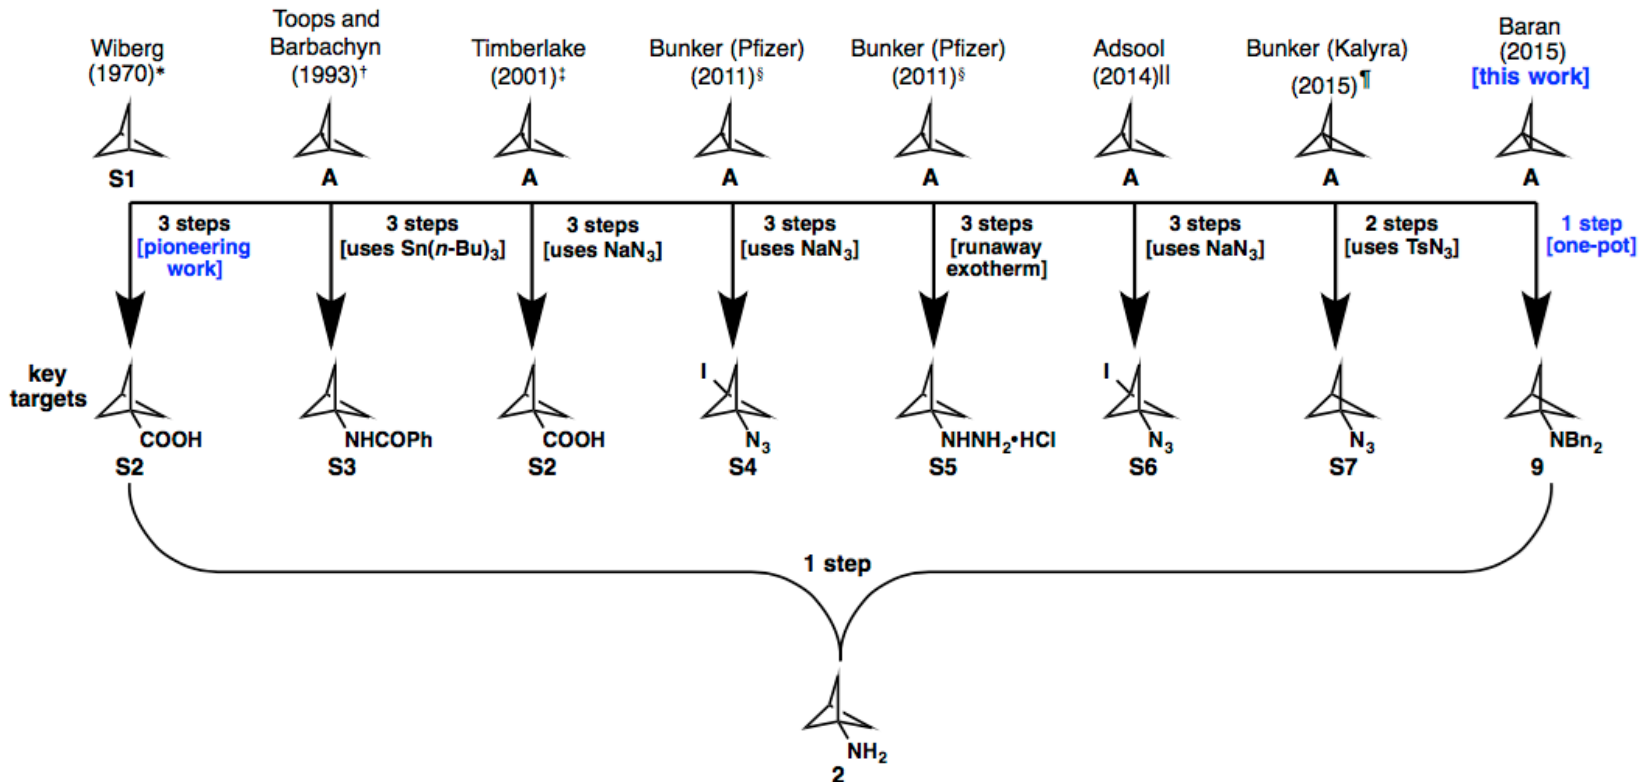 Wiberg
(1970)*
Toops and
Barbachyn
(1993)†
Timberlake
(2001)‡
Bunker (Pfizer)
(2011)§
Bunker (Pfizer)
(2011)§
Adsool
(2014)||
Bunker (Kalyra)
(2015)¶
Baran
(2015)
[this work]
S1
A
A
A
A
A
A
A
3 steps
[pioneering
work]
3 steps
[uses Sn(n-Bu)₃]
3 steps
[uses NaN₃]
3 steps
[uses NaN₃]
3 steps
[runaway
exotherm]
3 steps
[uses NaN₃]
2 steps
[uses TsN₃]
1 step
[one-pot]
key
targets
COOH
S2
NHCOPh
S3
COOH
S2
I
N₃
S4
NHNH₂•HCl
S5
I
N₃
S6
N₃
S7
NBn₂
9
1 step
NH₂
2